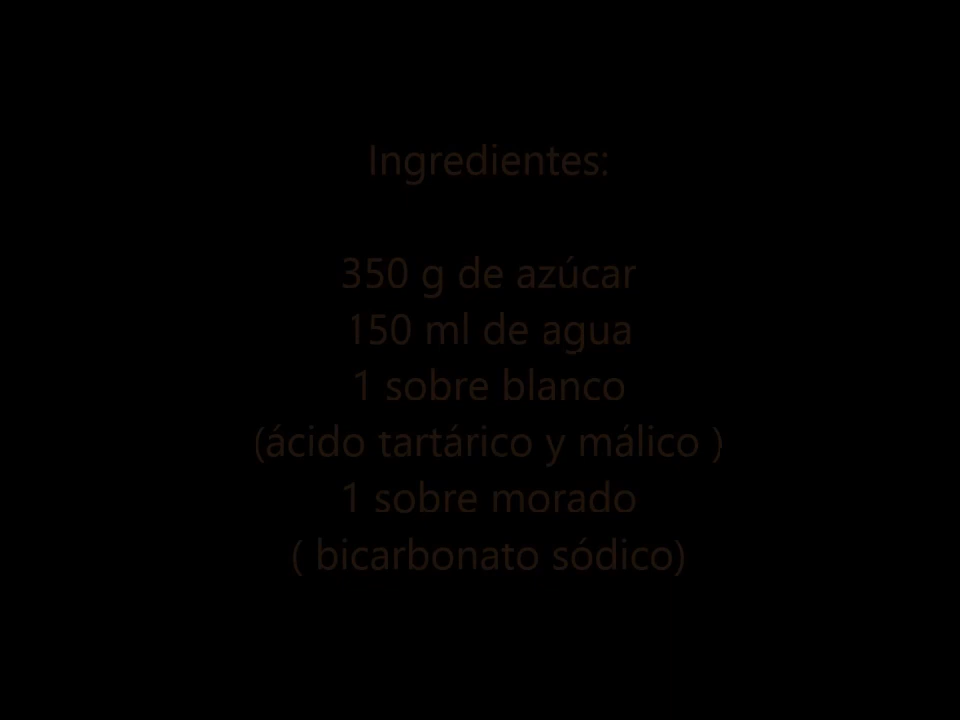 Ingredientes:
350 g de azúcar
150 ml de agua
1 sobre blanco
(ácido tartárico y málico )
1 sobre morado
( bicarbonato sódico)